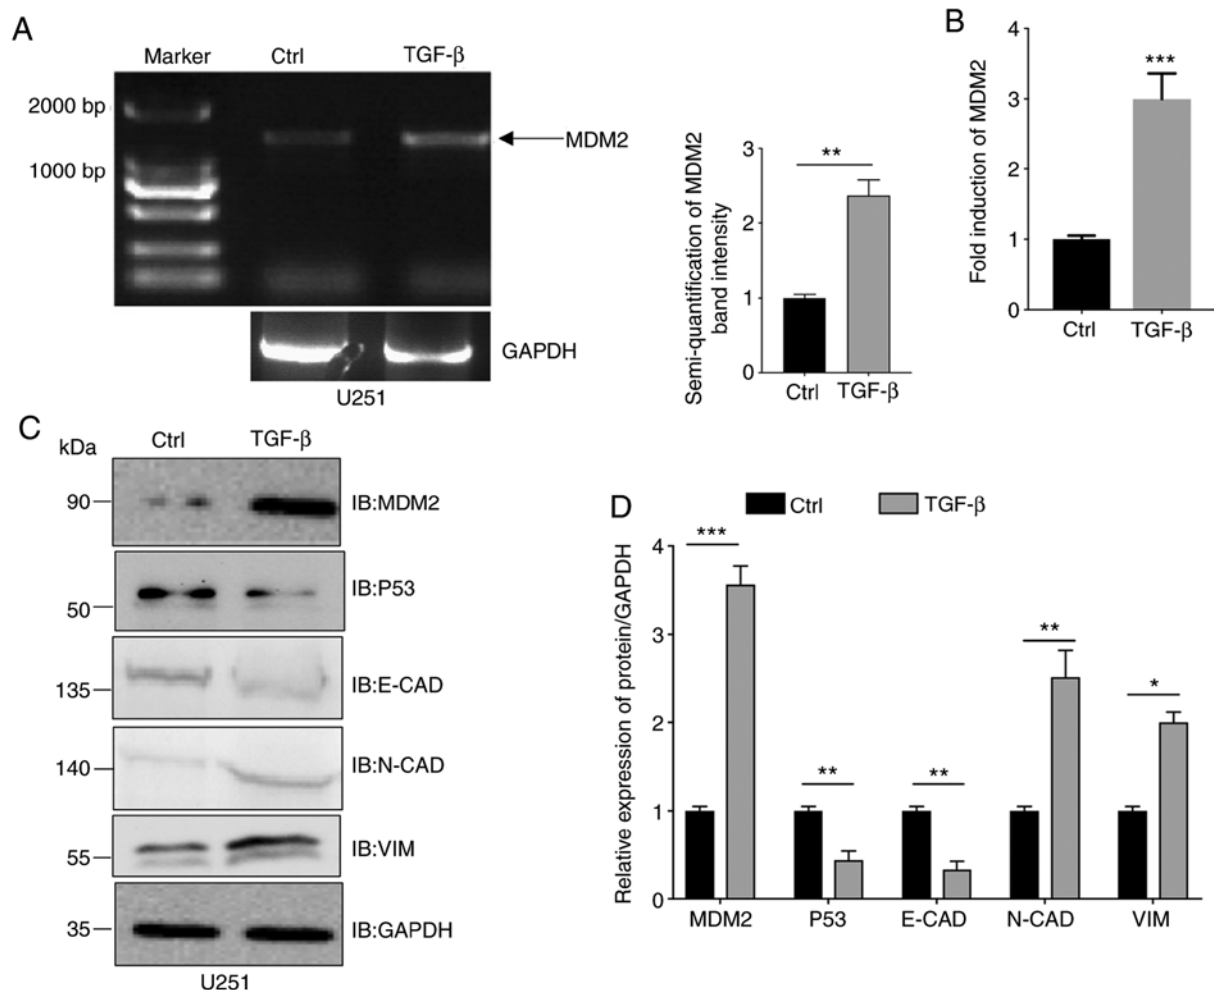 A
Marker Ctrl TGF-β
2000 bp
1000 bp
MDM2
GAPDH
U251
Semi-quantification of MDM2
band intensity
3
2
1
0
**
Ctrl TGF-β
B
Fold induction of MDM2
4
3
2
1
0
***
Ctrl TGF-β
C
kDa Ctrl TGF-β
90 IB:MDM2
50 IB:P53
135 IB:E-CAD
140 IB:N-CAD
55 IB:VIM
35 IB:GAPDH
U251
D
Ctrl TGF-β
Relative expression of protein/GAPDH
4
3
2
1
0
*** ** ** ** *
MDM2 P53 E-CAD N-CAD VIM